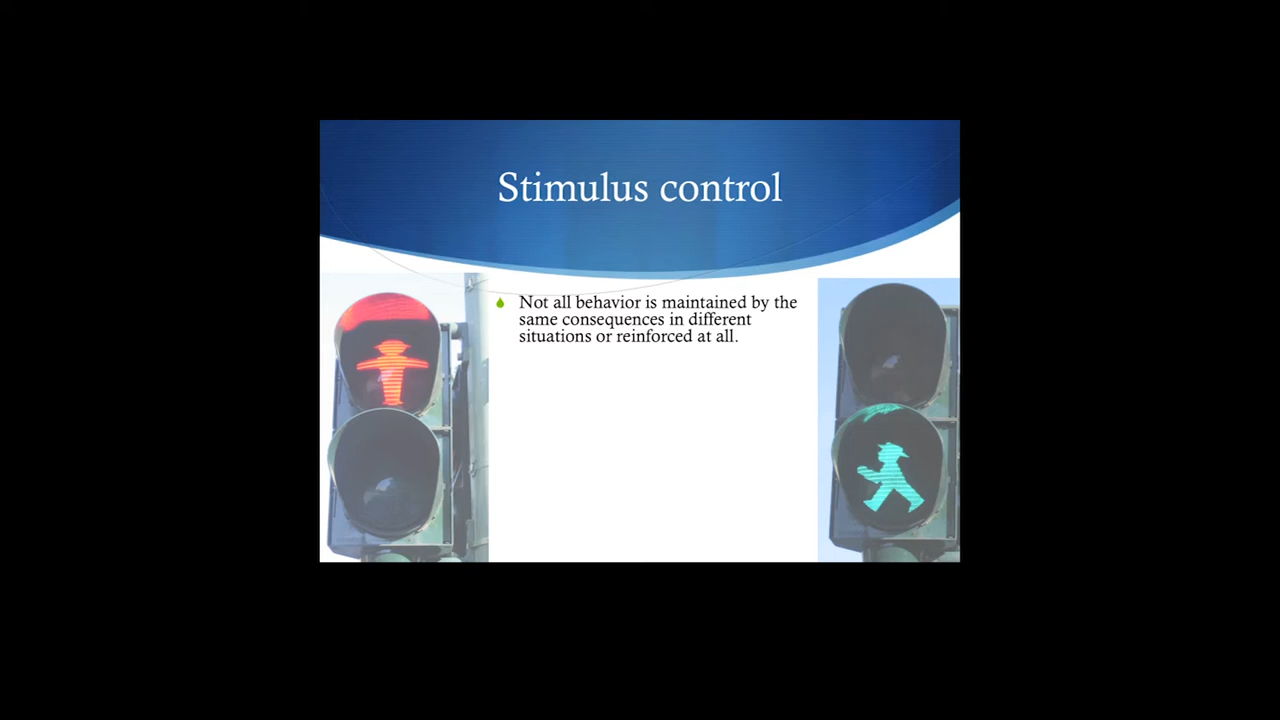 Stimulus control
Not all behavior is maintained by the
same consequences in different
situations or reinforced at all.